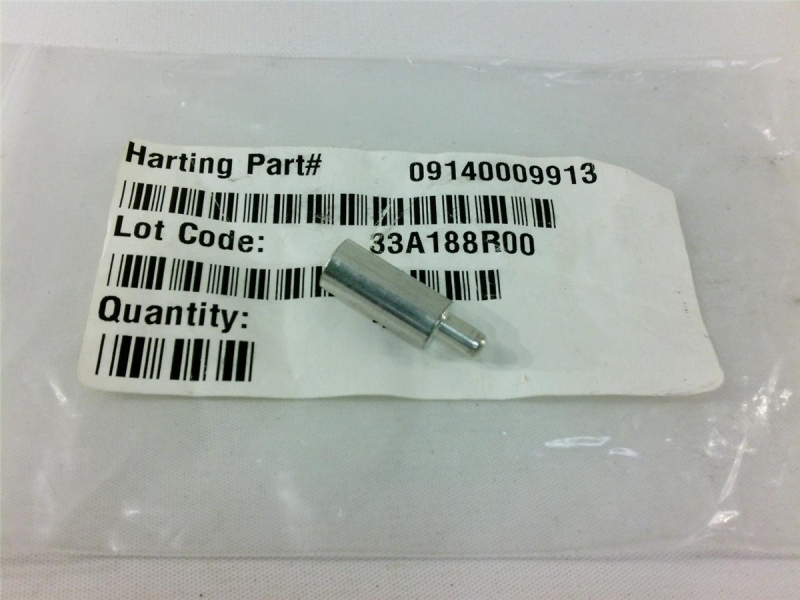 Harting Part# 09140009913
Lot Code: 33A188R00
Quantity: